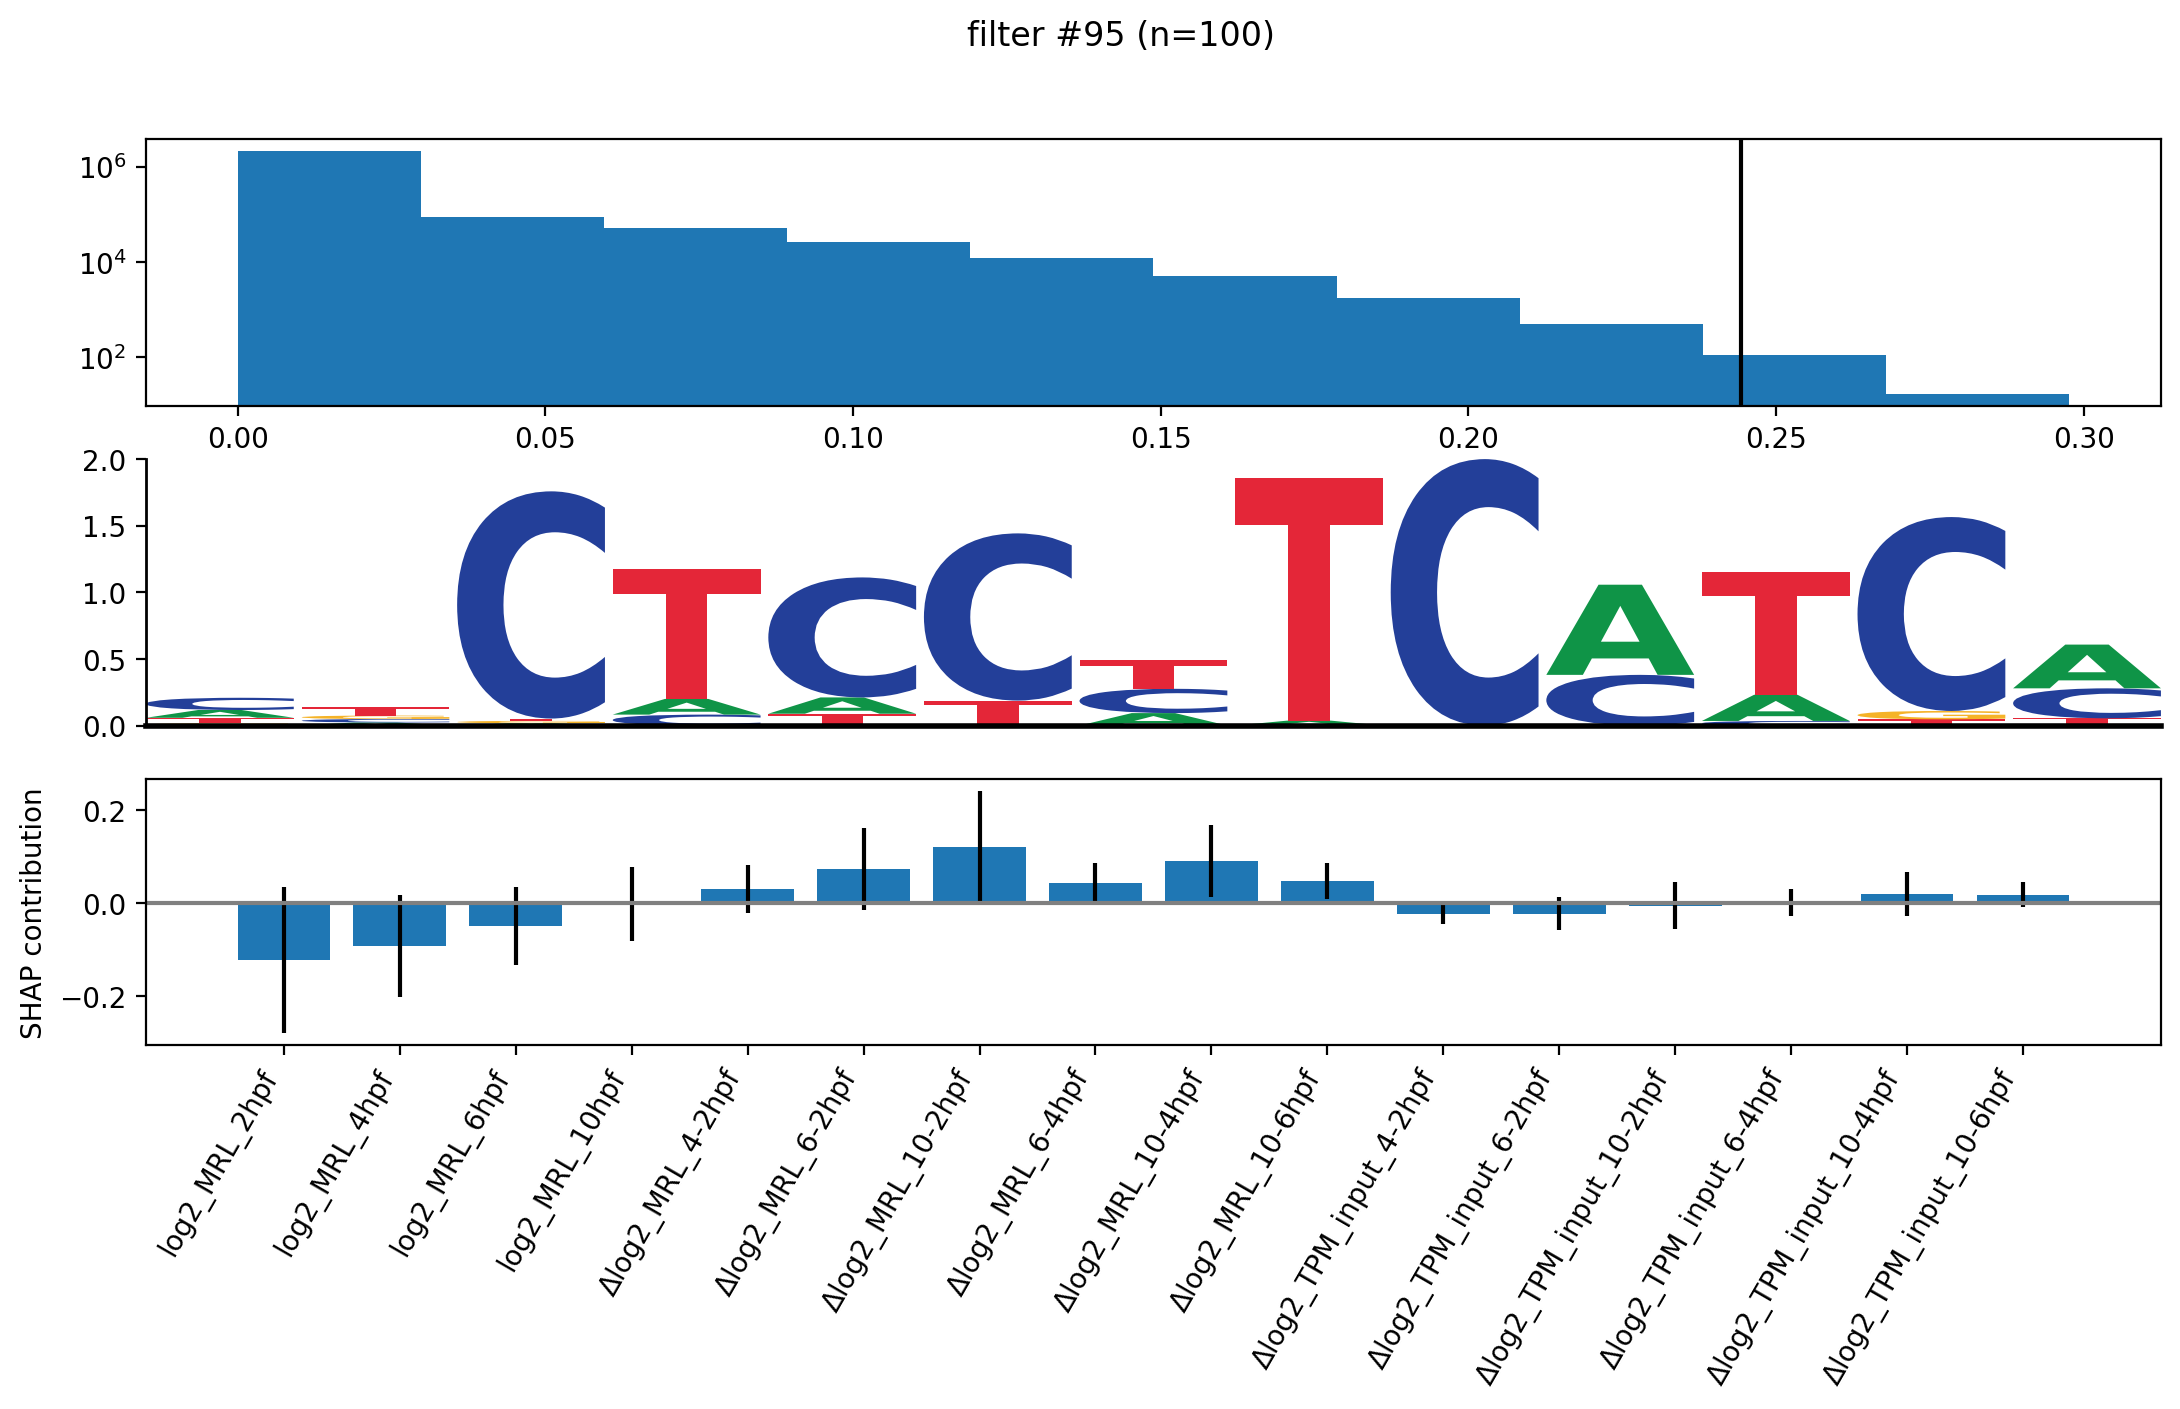 filter #95 (n=100)
10^6
10^4
10^2
0.00 0.05 0.10 0.15 0.20 0.25 0.30
2.0
1.5
1.0
0.5
0.0
C T C C T T C A T C A
SHAP contribution
0.2
0.0
−0.2
log2_MRL_2hpf
log2_MRL_4hpf
log2_MRL_6hpf
log2_MRL_10hpf
Δlog2_MRL_4-2hpf
Δlog2_MRL_6-2hpf
Δlog2_MRL_10-2hpf
Δlog2_MRL_6-4hpf
Δlog2_MRL_10-4hpf
Δlog2_MRL_10-6hpf
Δlog2_TPM_input_4-2hpf
Δlog2_TPM_input_6-2hpf
Δlog2_TPM_input_10-2hpf
Δlog2_TPM_input_6-4hpf
Δlog2_TPM_input_10-4hpf
Δlog2_TPM_input_10-6hpf